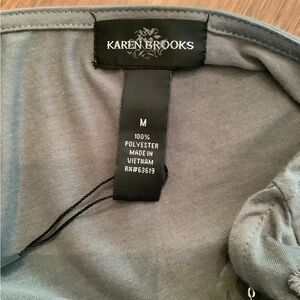 KAREN BROOKS
M
100%
POLYESTER
MADE IN
VIETNAM
RN#63619